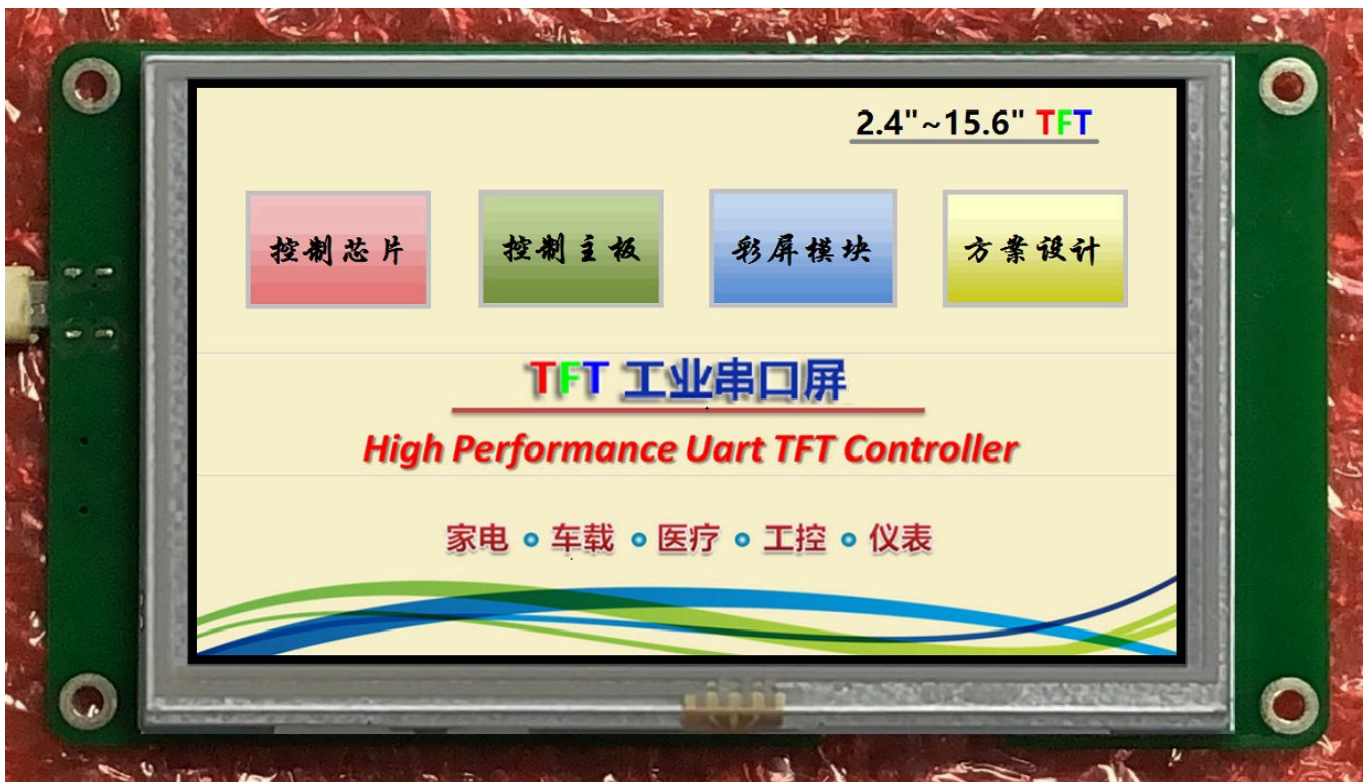 2.4"~15.6" TFT
控制芯片 控制主板 彩屏模块 方案设计
TFT 工业串口屏
High Performance Uart TFT Controller
家电 • 车载 • 医疗 • 工控 • 仪表